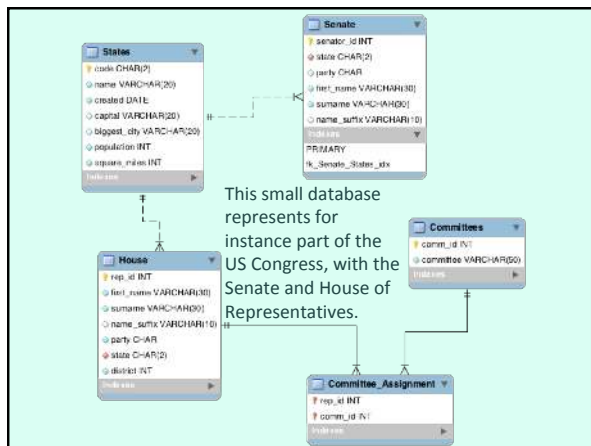 States
code CHAR(2)
name VARCHAR(20)
created DATE
capital VARCHAR(20)
biggest_city VARCHAR(20)
population INT
square_miles INT
Indexes
Senate
senator_id INT
state CHAR(2)
party CHAR
first_name VARCHAR(30)
surname VARCHAR(30)
name_suffix VARCHAR(10)
Indexes
PRIMARY
fk_Senate_States_idx
This small database
represents for
instance part of the
US Congress, with the
Senate and House of
Representatives.
House
rep_id INT
first_name VARCHAR(30)
surname VARCHAR(30)
name_suffix VARCHAR(10)
party CHAR
state CHAR(2)
district INT
Indexes
Committees
comm_id INT
committee VARCHAR(50)
Indexes
Committee_Assignment
rep_id INT
comm_id INT
Indexes